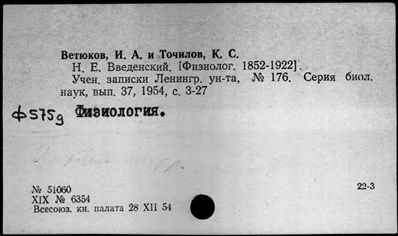 Ветюков, И. А. и Точилов, К. С.
Н. Е. Введенский. [Физиолог. 1852-1922].
Учен. записки Ленингр. ун-та, № 176. Серия биол.
наук, вып. 37, 1954, с. 3-27
ф575д Физиология.
22-3
№ 51060
XIX № 6354
Всесоюз. кн. палата 28 XII 54